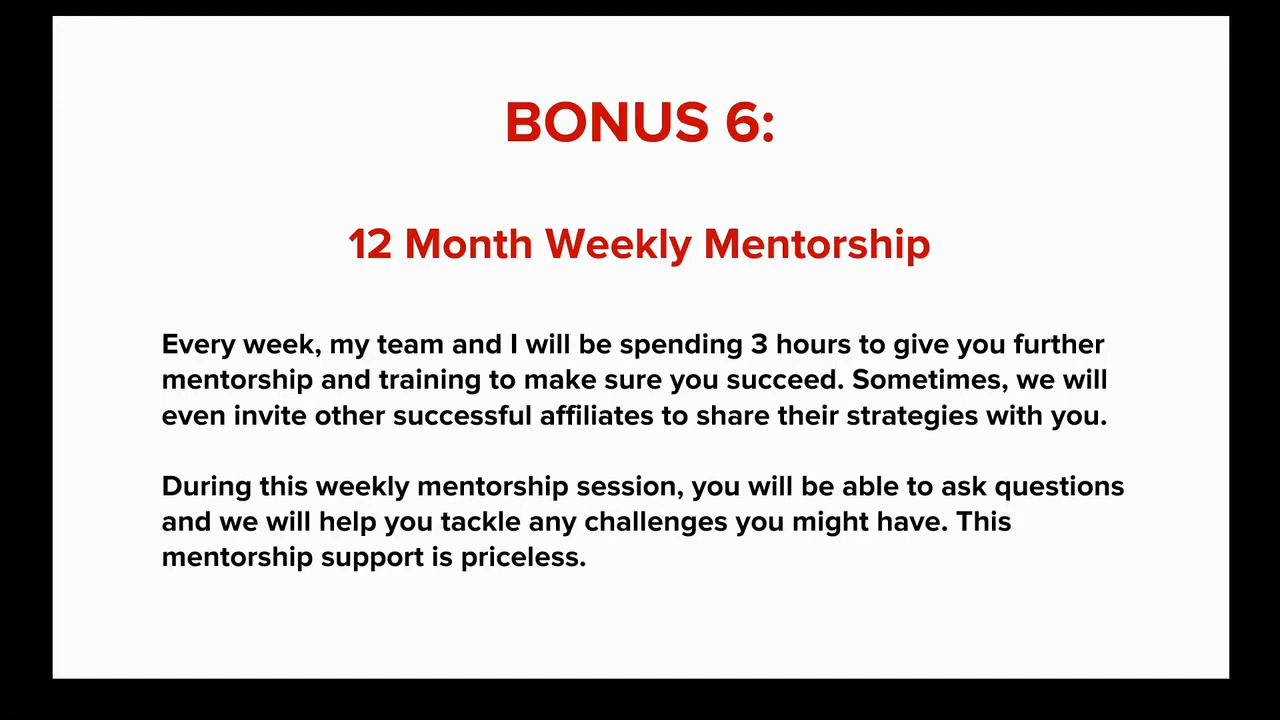 BONUS 6:
12 Month Weekly Mentorship
Every week, my team and I will be spending 3 hours to give you further
mentorship and training to make sure you succeed. Sometimes, we will
even invite other successful affiliates to share their strategies with you.
During this weekly mentorship session, you will be able to ask questions
and we will help you tackle any challenges you might have. This
mentorship support is priceless.